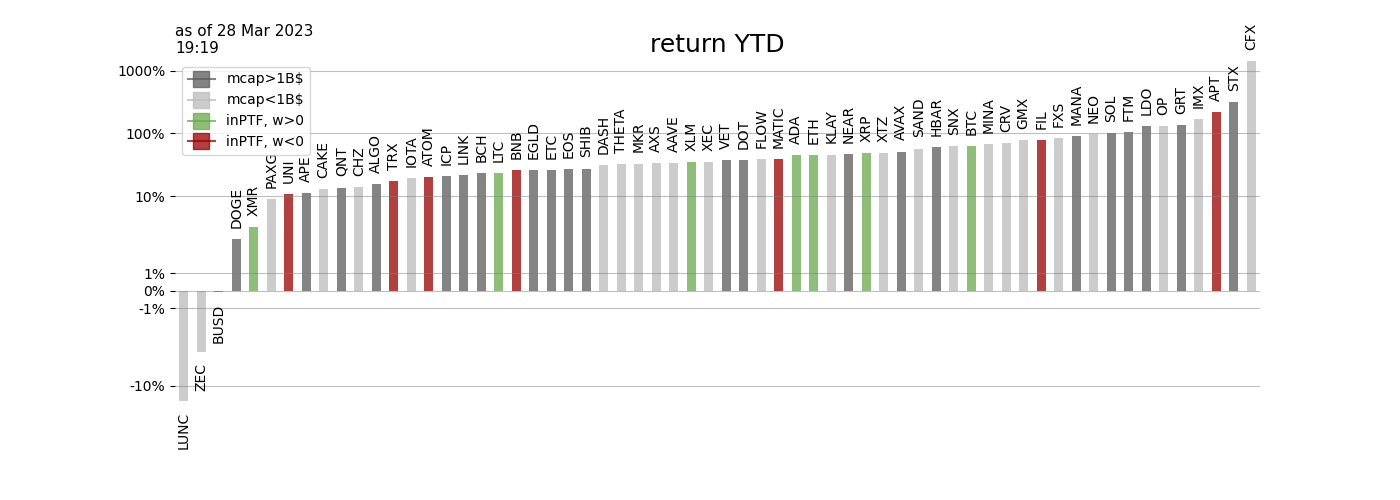 as of 28 Mar 2023
19:19
return YTD
1000%
100%
10%
1%
0%
-1%
-10%
mcap>1B$
mcap<1B$
inPTF, w>0
inPTF, w<0
LUNC
ZEC
BUSD
DOGE
XMR
PAXG
UNI
APE
CAKE
QNT
CHZ
ALGO
TRX
IOTA
ATOM
ICP
LINK
BCH
LTC
BNB
EGLD
ETC
EOS
SHIB
DASH
THETA
MKR
AXS
AAVE
XLM
XEC
VET
DOT
FLOW
MATIC
ADA
ETH
KLAY
NEAR
XRP
XTZ
AVAX
SAND
HBAR
SNX
BTC
MINA
CRV
GMX
FIL
FXS
MANA
NEO
SOL
FTM
LDO
OP
GRT
IMX
APT
STX
CFX